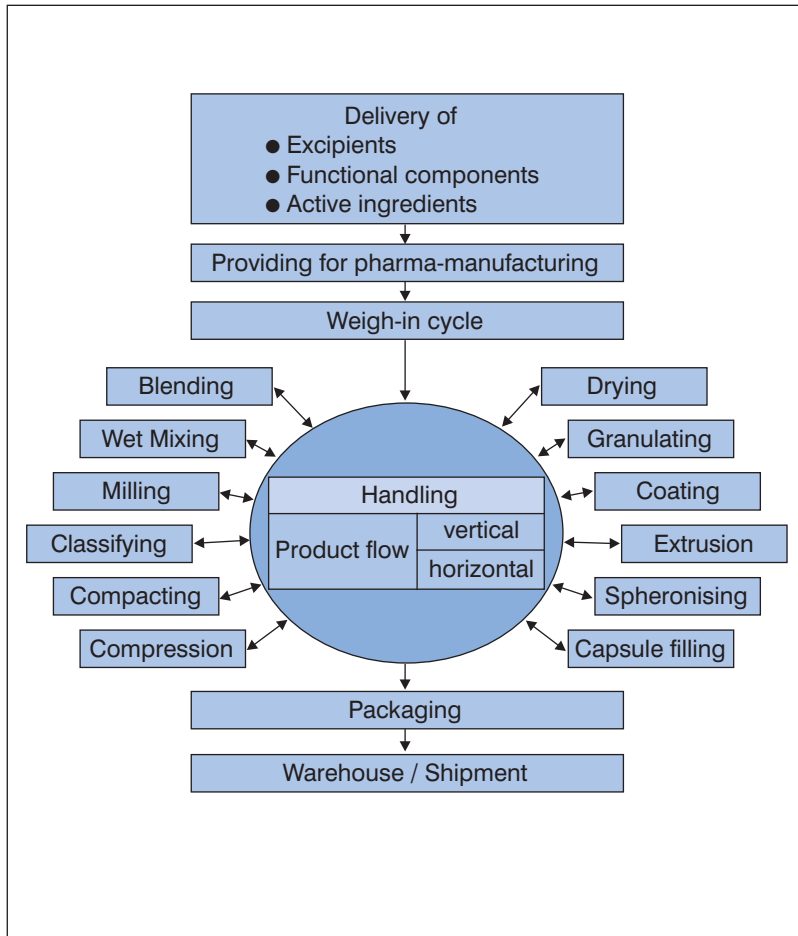 Delivery of
● Excipients
● Functional components
● Active ingredients
Providing for pharma-manufacturing
Weigh-in cycle
Blending
Drying
Wet Mixing
Granulating
Milling
Coating
Handling
Classifying
Product flow
vertical
horizontal
Extrusion
Compacting
Spheronising
Compression
Capsule filling
Packaging
Warehouse / Shipment